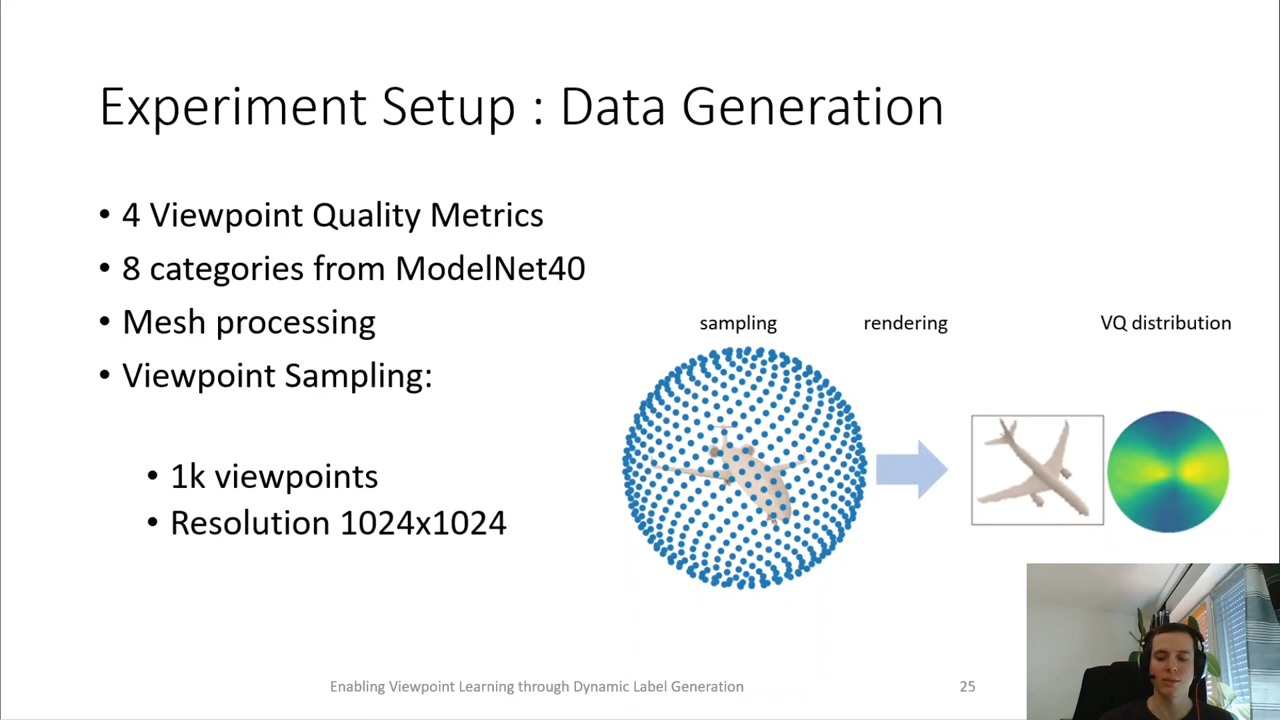 Experiment Setup : Data Generation
• 4 Viewpoint Quality Metrics
• 8 categories from ModelNet40
• Mesh processing
• Viewpoint Sampling:
• 1k viewpoints
• Resolution 1024x1024
sampling
rendering
VQ distribution
Enabling Viewpoint Learning through Dynamic Label Generation
25